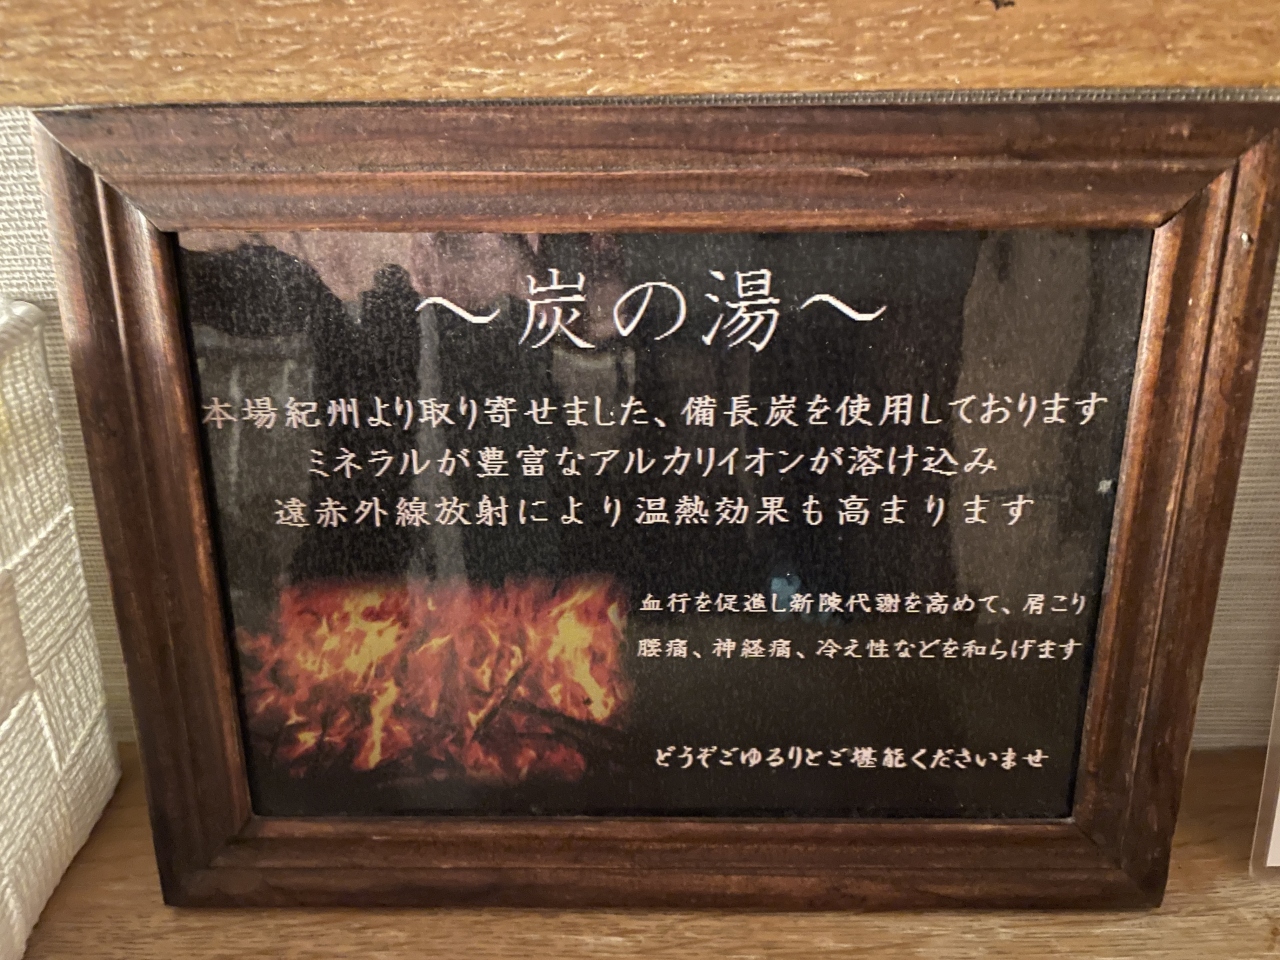 ～炭の湯～
本場紀州より取り寄せました、備長炭を使用しております
ミネラルが豊富なアルカリイオンが溶け込み
遠赤外線放射により温熱効果も高まります
血行を促進し新陳代謝を高めて、肩こり
腰痛、神経痛、冷え性などを和らげます
どうぞごゆるりとご堪能くださいませ